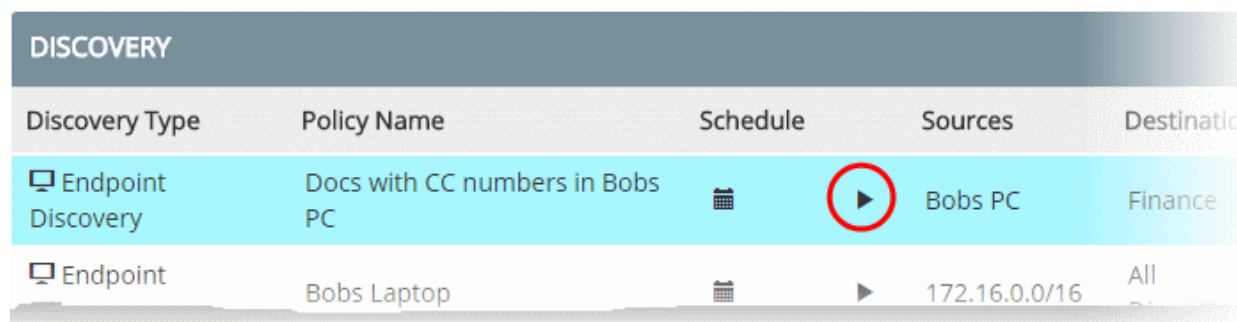 DISCOVERY
Discovery Type Policy Name Schedule Sources
Endpoint Discovery Docs with CC numbers in Bobs PC Bobs PC Finance
Endpoint Bobs Laptop 172.16.0.0/16 All